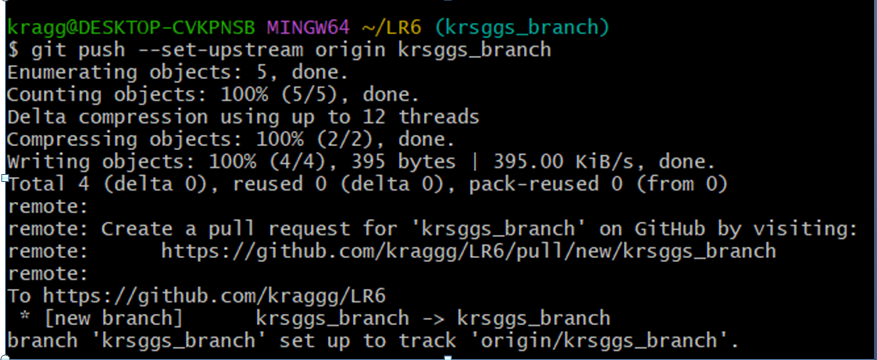 kragg@DESKTOP-CVKPNSB MINGW64 ~/LR6 (krsggs_branch)
$ git push --set-upstream origin krsggs_branch
Enumerating objects: 5, done.
Counting objects: 100% (5/5), done.
Delta compression using up to 12 threads
Compressing objects: 100% (2/2), done.
Writing objects: 100% (4/4), 395 bytes | 395.00 KiB/s, done.
Total 4 (delta 0), reused 0 (delta 0), pack-reused 0 (from 0)
remote:
remote: Create a pull request for 'krsggs_branch' on GitHub by visiting:
remote:      https://github.com/kraggg/LR6/pull/new/krsggs_branch
remote:
To https://github.com/kraggg/LR6
 * [new branch]      krsggs_branch -> krsggs_branch
branch 'krsggs_branch' set up to track 'origin/krsggs_branch'.